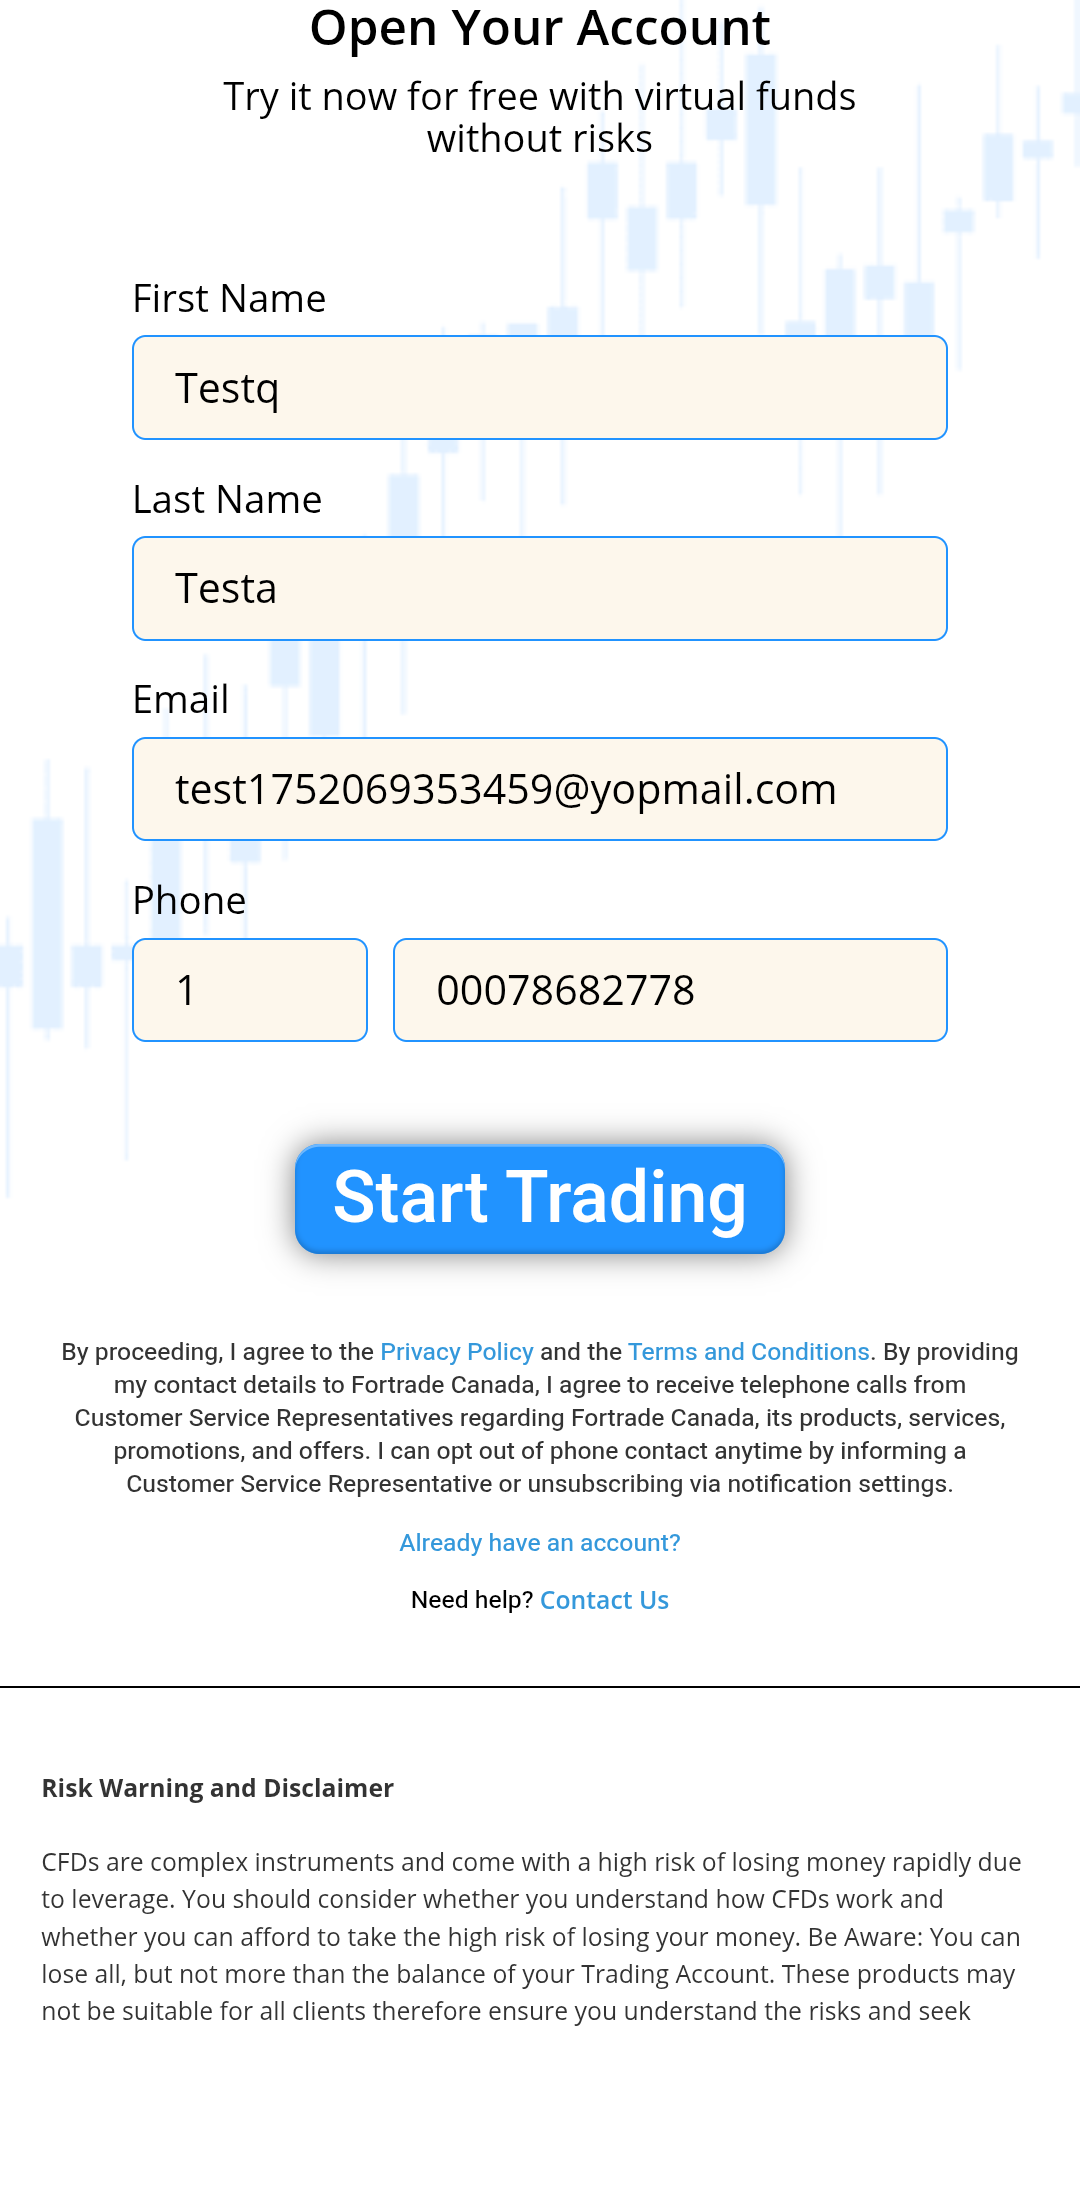 Open Your Account
Try it now for free with virtual funds
without risks
First Name
Testq
Last Name
Testa
Email
test1752069353459@yopmail.com
Phone
1
00078682778
Start Trading
By proceeding, I agree to the Privacy Policy and the Terms and Conditions. By providing
my contact details to Fortrade Canada, I agree to receive telephone calls from
Customer Service Representatives regarding Fortrade Canada, its products, services,
promotions, and offers. I can opt out of phone contact anytime by informing a
Customer Service Representative or unsubscribing via notification settings.
Already have an account?
Need help? Contact Us
Risk Warning and Disclaimer
CFDs are complex instruments and come with a high risk of losing money rapidly due
to leverage. You should consider whether you understand how CFDs work and
whether you can afford to take the high risk of losing your money. Be Aware: You can
lose all, but not more than the balance of your Trading Account. These products may
not be suitable for all clients therefore ensure you understand the risks and seek